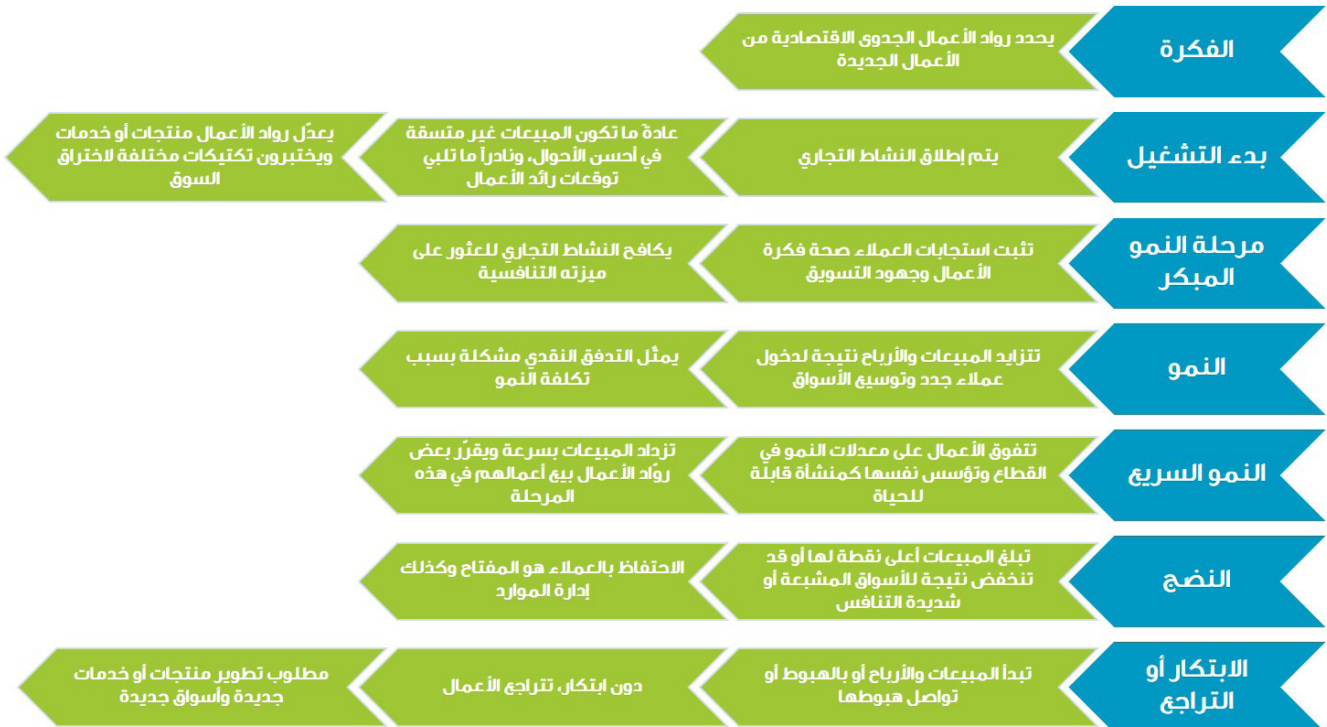 الفكرة
يحدد رواد الأعمال الجدوى الاقتصادية من
الأعمال الجديدة
بدء التشغيل
يتم إطلاق النشاط التجاري
عادةً ما تكون المبيعات غير متسقة
في أحسن الأحوال، ونادراً ما تلبي
توقعات رائد الأعمال
يعدّل رواد الأعمال منتجات أو خدمات
ويختبرون تكتيكات مختلفة لاختراق
السوق
مرحلة النمو
المبكر
تثبت استجابات العملاء صحة فكرة
الأعمال وجهود التسويق
يكافح النشاط التجاري للعثور على
ميزته التنافسية
النمو
تتزايد المبيعات والأرباح نتيجة لدخول
عملاء جدد وتوسيع الأسواق
يمثّل التدفق النقدي مشكلة بسبب
تكلفة النمو
النمو السريع
تتفوق الأعمال على معدلات النمو في
القطاع وتؤسس نفسها كمنشأة قابلة
للحياة
تزداد المبيعات بسرعة ويقرّر بعض
روّاد الأعمال بيع أعمالهم في هذه
المرحلة
النضج
تبلغ المبيعات أعلى نقطة لها أو قد
تنخفض نتيجة للأسواق المشبعة أو
شديدة التنافس
الاحتفاظ بالعملاء هو المفتاح وكذلك
إدارة الموارد
الابتكار أو
التراجع
تبدأ المبيعات والأرباح أو بالهبوط أو
تواصل هبوطها
دون ابتكار، تتراجع الأعمال
مطلوب تطوير منتجات أو خدمات
جديدة وأسواق جديدة